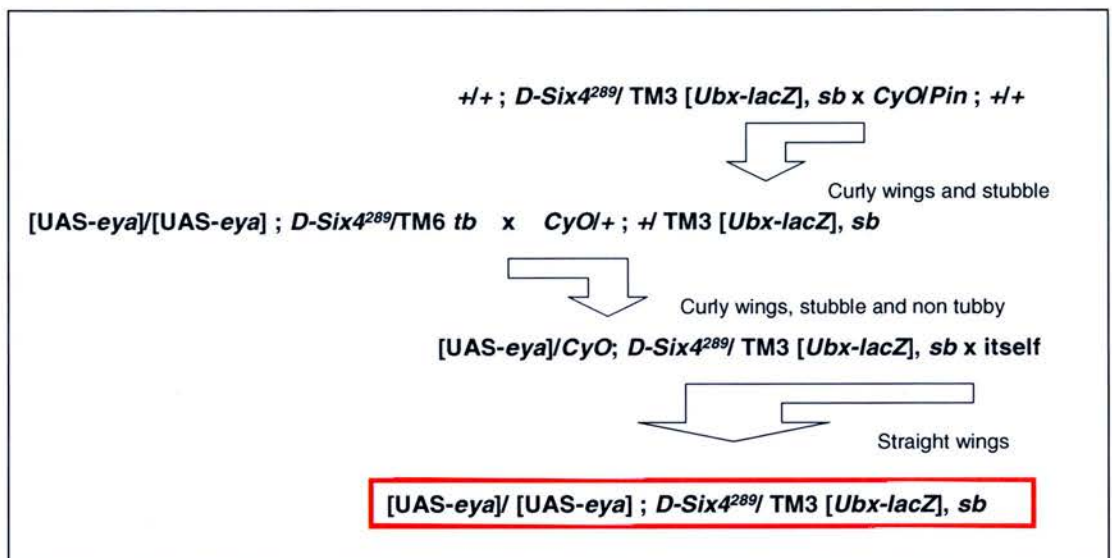 +/+ ; D-Six4²⁸⁹/ TM3 [Ubx-lacZ], sb x CyO/Pin ; +/+
Curly wings and stubble
[UAS-eya]/[UAS-eya] ; D-Six4²⁸⁹/TM6 tb x CyO/+ ; +/ TM3 [Ubx-lacZ], sb
Curly wings, stubble and non tubby
[UAS-eya]/CyO; D-Six4²⁸⁹/ TM3 [Ubx-lacZ], sb x itself
Straight wings
[UAS-eya]/ [UAS-eya] ; D-Six4²⁸⁹/ TM3 [Ubx-lacZ], sb